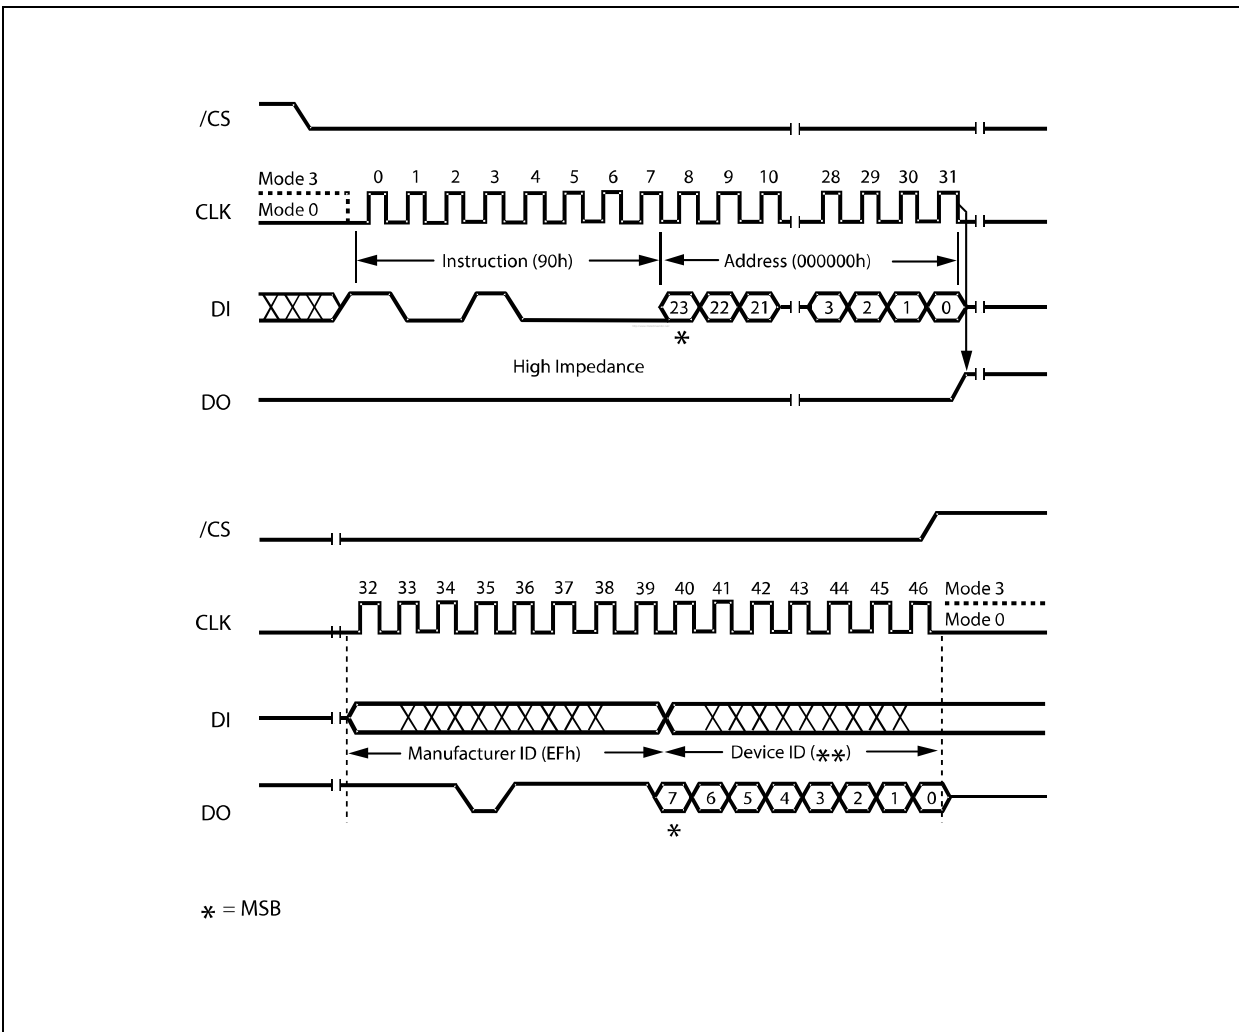 /CS
0 1 2 3 4 5 6 7 8 9 10 28 29 30 31
Mode 3
CLK
Mode 0
Instruction (90h) Address (000000h)
DI
23 22 21 3 2 1 0
*
High Impedance
DO
/CS
32 33 34 35 36 37 38 39 40 41 42 43 44 45 46
Mode 3
CLK
Mode 0
DI
Manufacturer ID (EFh) Device ID (**)
DO
7 6 5 4 3 2 1 0
*
* = MSB